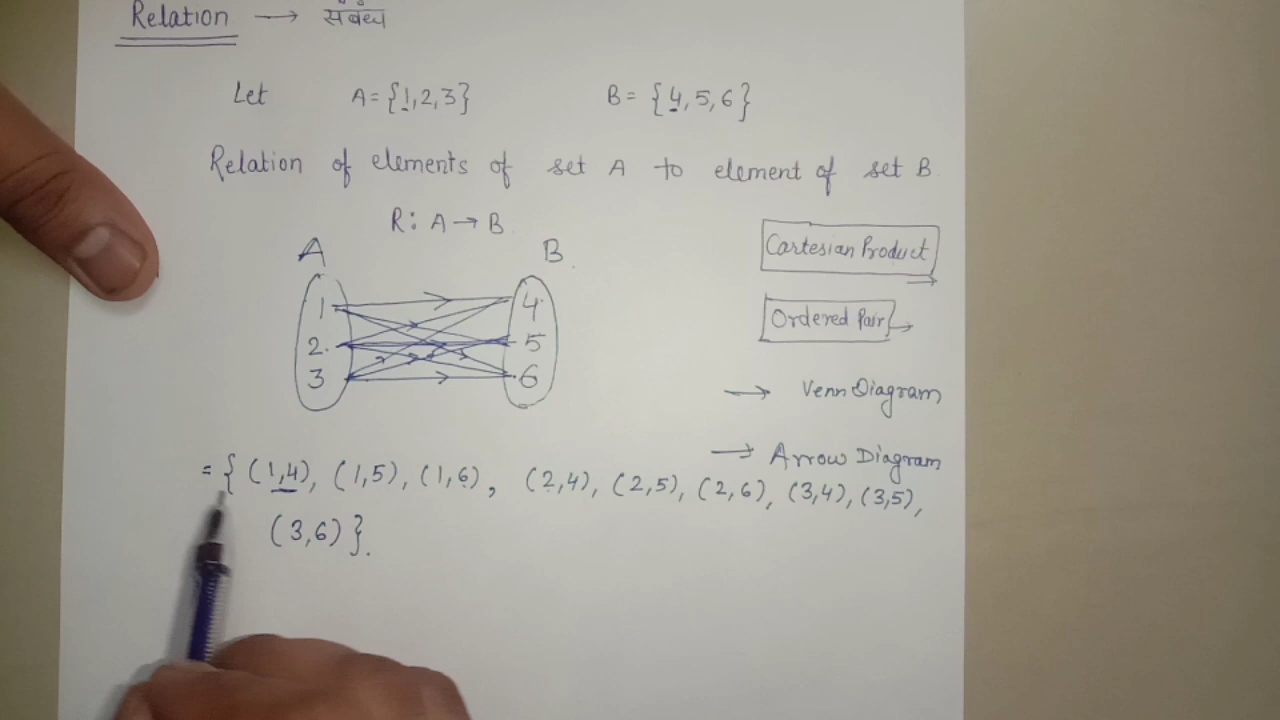 Relation → संबंध
Let A = {1,2,3} B = {4,5,6}
Relation of elements of set A to element of set B.
R: A → B
A B
Cartesian Product →
1 4
Ordered Pair →
2 5
3 6
→ Venn Diagram
→ Arrow Diagram
= { (1,4), (1,5), (1,6), (2,4), (2,5), (2,6), (3,4), (3,5),
(3,6) }.